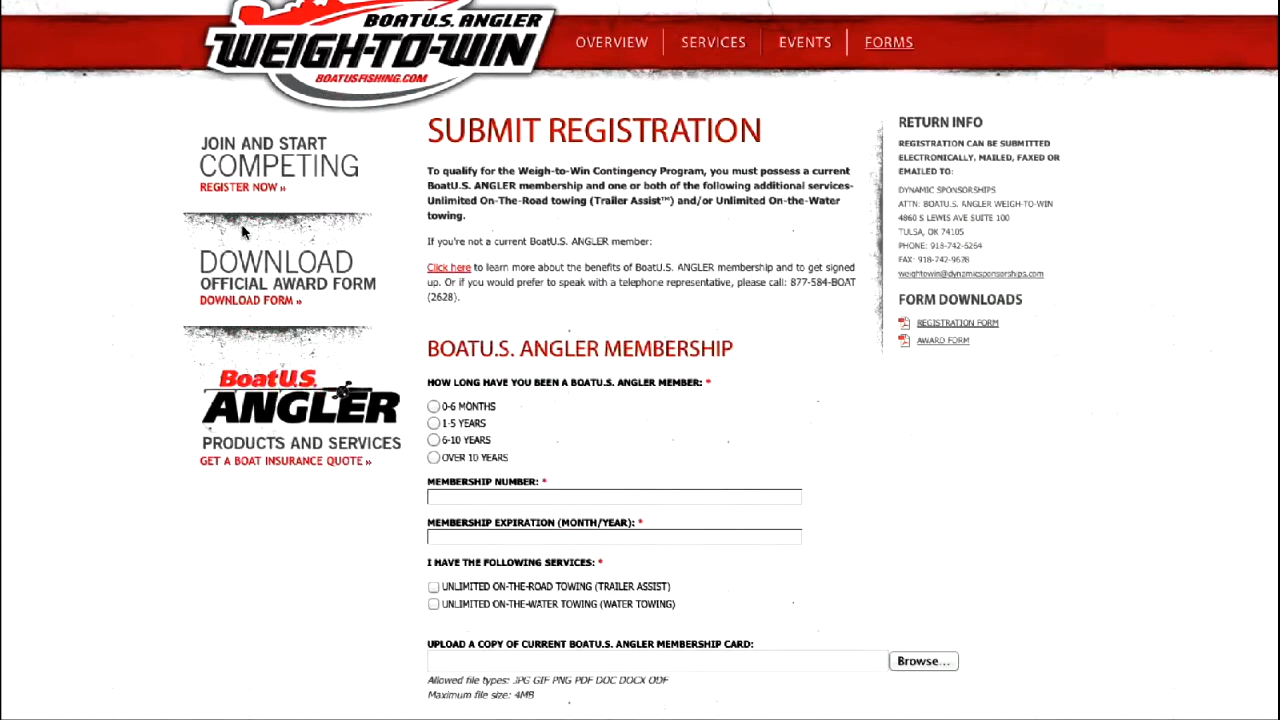 BOATU.S. ANGLER
WEIGH-TO-WIN
BOATUSFISHING.COM
OVERVIEW
SERVICES
EVENTS
FORMS
JOIN AND START
COMPETING
REGISTER NOW »
DOWNLOAD
OFFICIAL AWARD FORM
DOWNLOAD FORM »
BoatU.S.
ANGLER
PRODUCTS AND SERVICES
GET A BOAT INSURANCE QUOTE »
SUBMIT REGISTRATION
To qualify for the Weigh-to-Win Contingency Program, you must possess a current
BoatU.S. ANGLER membership and one or both of the following additional services-
Unlimited On-The-Road towing (Trailer Assist™) and/or Unlimited On-the-Water
towing.
If you're not a current BoatU.S. ANGLER member:
Click here to learn more about the benefits of BoatU.S. ANGLER membership and to get signed
up. Or if you would prefer to speak with a telephone representative, please call: 877-584-BOAT
(2628).
BOATU.S. ANGLER MEMBERSHIP
HOW LONG HAVE YOU BEEN A BOATU.S. ANGLER MEMBER: *
0-6 MONTHS
1-5 YEARS
6-10 YEARS
OVER 10 YEARS
MEMBERSHIP NUMBER: *
MEMBERSHIP EXPIRATION (MONTH/YEAR): *
I HAVE THE FOLLOWING SERVICES: *
UNLIMITED ON-THE-ROAD TOWING (TRAILER ASSIST)
UNLIMITED ON-THE-WATER TOWING (WATER TOWING)
UPLOAD A COPY OF CURRENT BOATU.S. ANGLER MEMBERSHIP CARD:
Browse...
Allowed file types: JPG GIF PNG PDF DOC DOCX ODF
Maximum file size: 4MB
RETURN INFO
REGISTRATION CAN BE SUBMITTED
ELECTRONICALLY, MAILED, FAXED OR
EMAILED TO:
DYNAMIC SPONSORSHIPS
ATTN: BOATU.S. ANGLER WEIGH-TO-WIN
4860 S LEWIS AVE SUITE 100
TULSA, OK 74105
PHONE: 918-742-6264
FAX: 918-742-9678
weightowin@dynamicsponsorships.com
FORM DOWNLOADS
REGISTRATION FORM
AWARD FORM